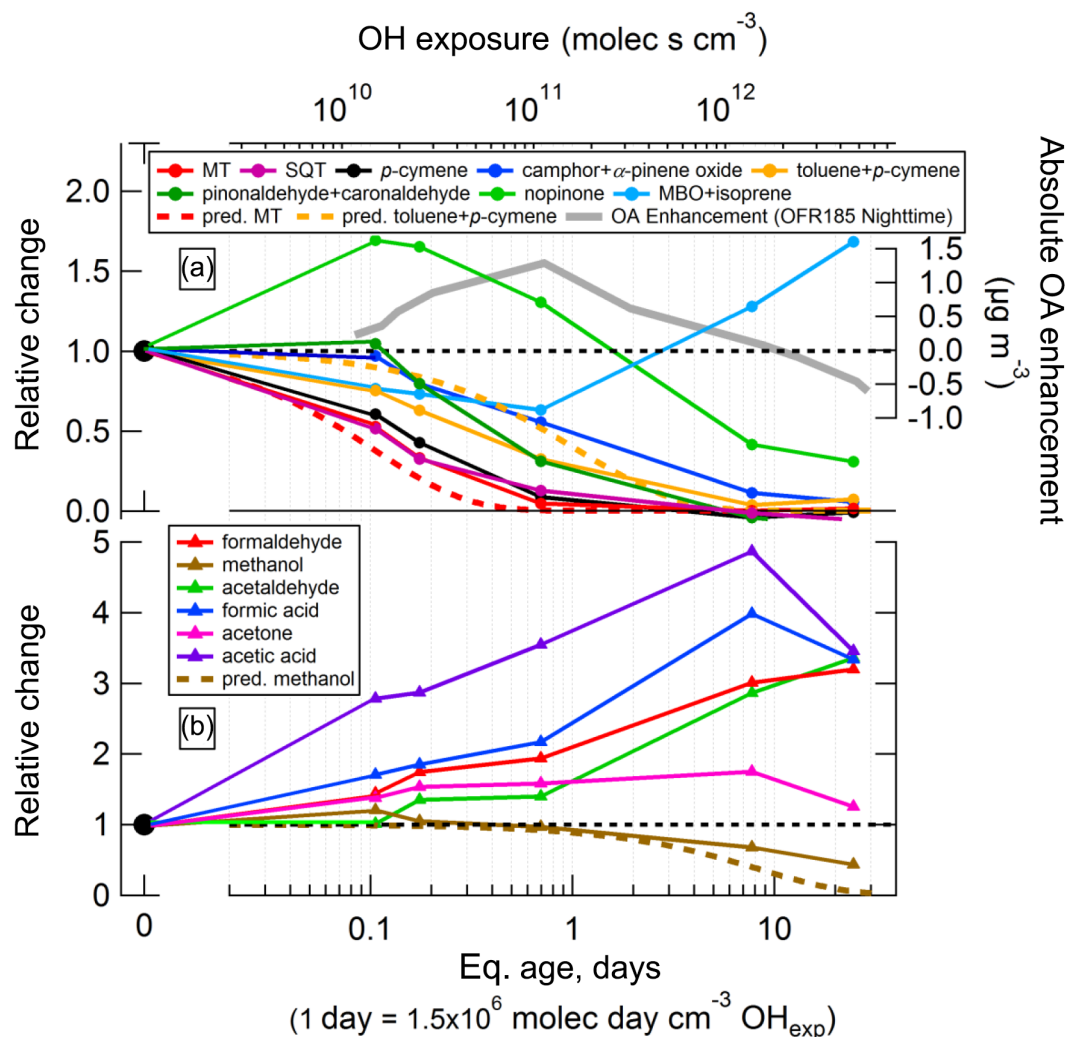 OH exposure (molec s cm⁻³)
10¹⁰ 10¹¹ 10¹²
MT SQT p-cymene camphor+α-pinene oxide toluene+p-cymene
pinonaldehyde+caronaldehyde nopinone MBO+isoprene
pred. MT pred. toluene+p-cymene OA Enhancement (OFR185 Nighttime)
(a)
Relative change
2.0
1.5
1.0
0.5
0.0
1.5
1.0
0.5
0.0
-0.5
-1.0
Absolute OA enhancement
(µg m⁻³)
formaldehyde
methanol
acetaldehyde
formic acid
acetone
acetic acid
pred. methanol
(b)
Relative change
5
4
3
2
1
0
0 0.1 1 10
Eq. age, days
(1 day = 1.5x10⁶ molec day cm⁻³ OHₑₓₚ)